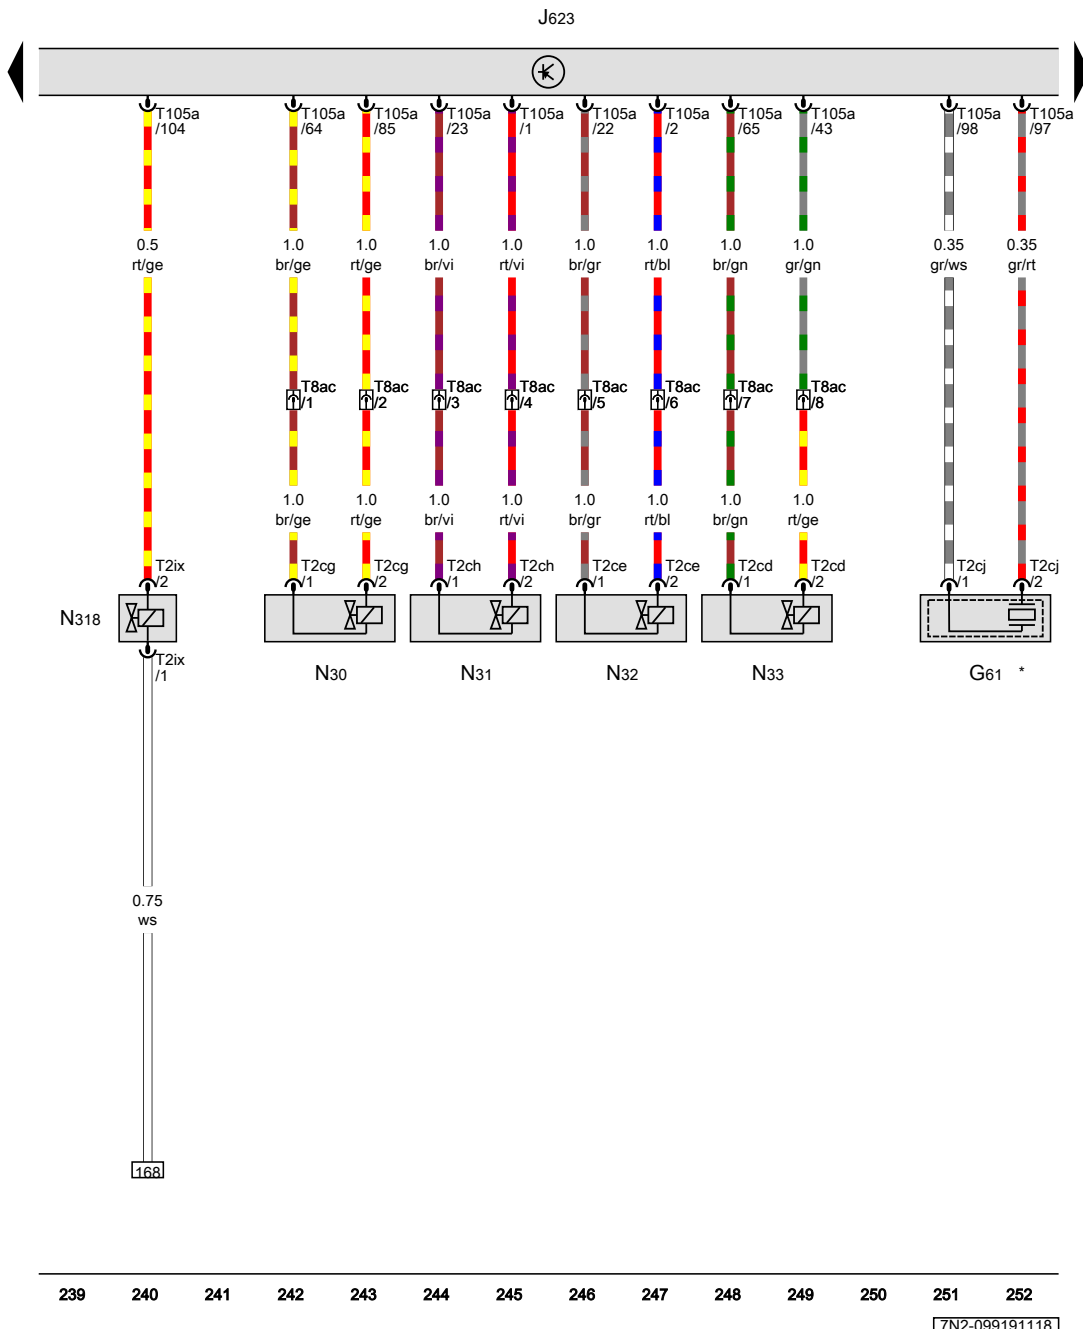 J623
T105a T105a T105a T105a T105a T105a T105a T105a T105a T105a T105a
/104 /64 /85 /23 /1 /22 /2 /65 /43 /98 /97
0.5 1.0 1.0 1.0 1.0 1.0 1.0 1.0 1.0 0.35 0.35
rt/ge br/ge rt/ge br/vi rt/vi br/gr rt/bl br/gn gr/gn gr/ws gr/rt
T8ac T8ac T8ac T8ac T8ac T8ac T8ac T8ac
/1 /2 /3 /4 /5 /6 /7 /8
1.0 1.0 1.0 1.0 1.0 1.0 1.0 1.0
br/ge rt/ge br/vi rt/vi br/gr rt/bl br/gn rt/ge
T2ix T2cg T2cg T2ch T2ch T2ce T2ce T2cd T2cd T2cj T2cj
/2 /1 /2 /1 /2 /1 /2 /1 /2 /1 /2
N318
T2ix
/1
N30 N31 N32 N33 G61 *
0.75
ws
168
239 240 241 242 243 244 245 246 247 248 249 250 251 252
7N2-099191118